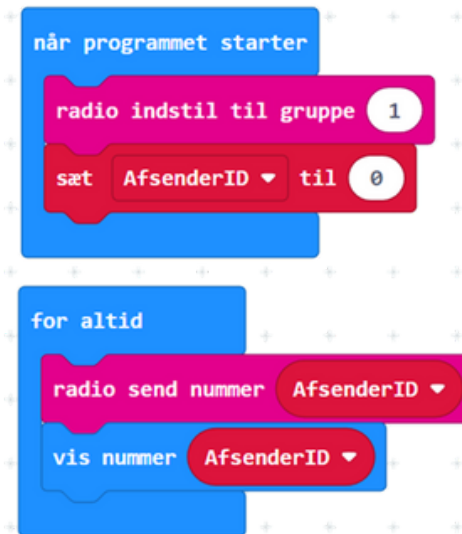 når programmet starter
radio indstil til gruppe 1
sæt AfsenderID til 0
for altid
radio send nummer AfsenderID
vis nummer AfsenderID